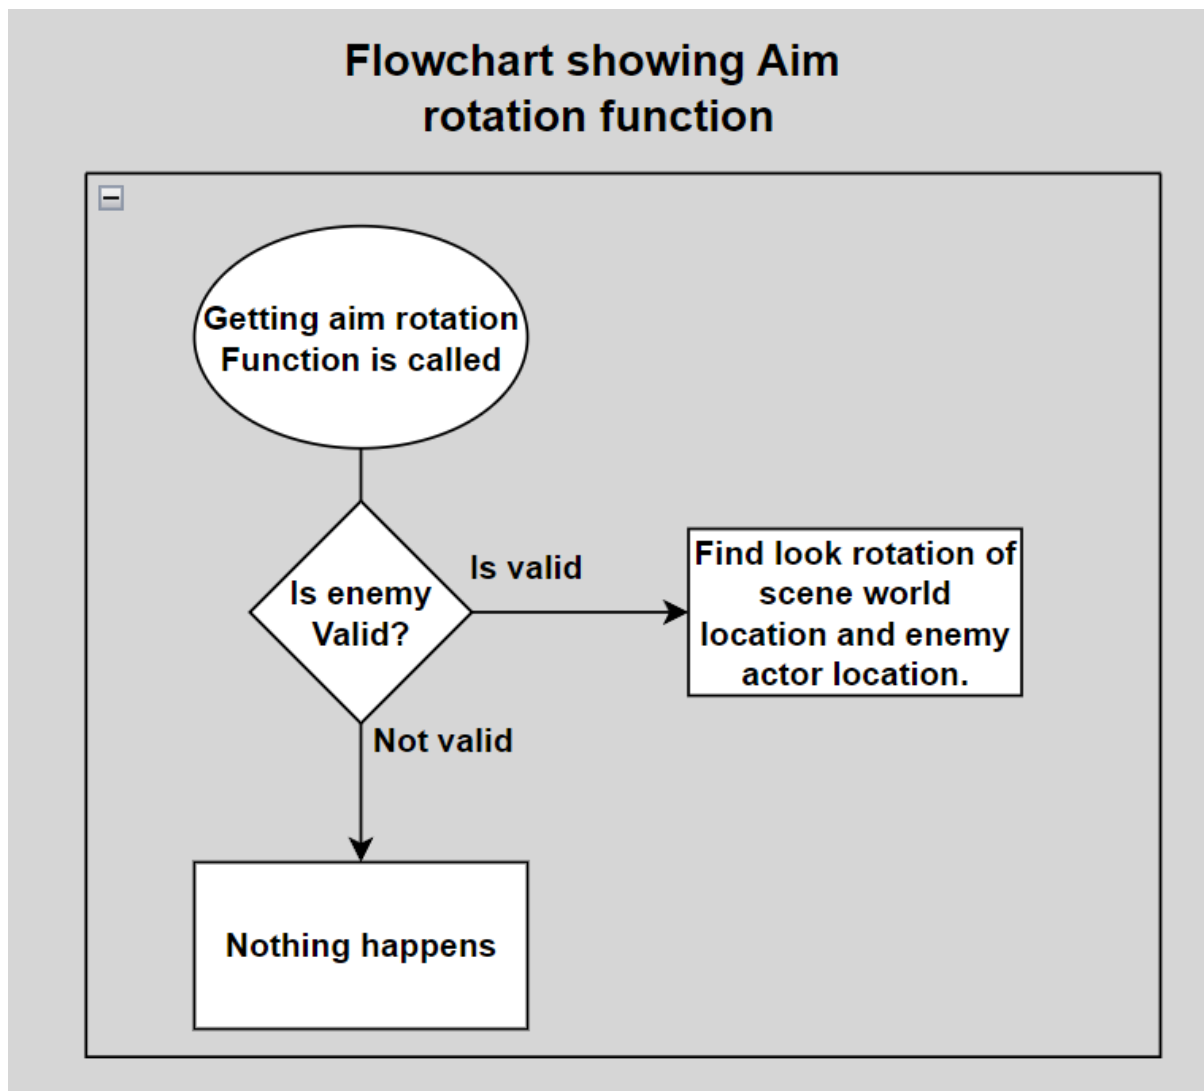 Flowchart showing Aim
rotation function
Getting aim rotation
Function is called
Is enemy
Valid?
Is valid
Find look rotation of
scene world
location and enemy
actor location.
Not valid
Nothing happens